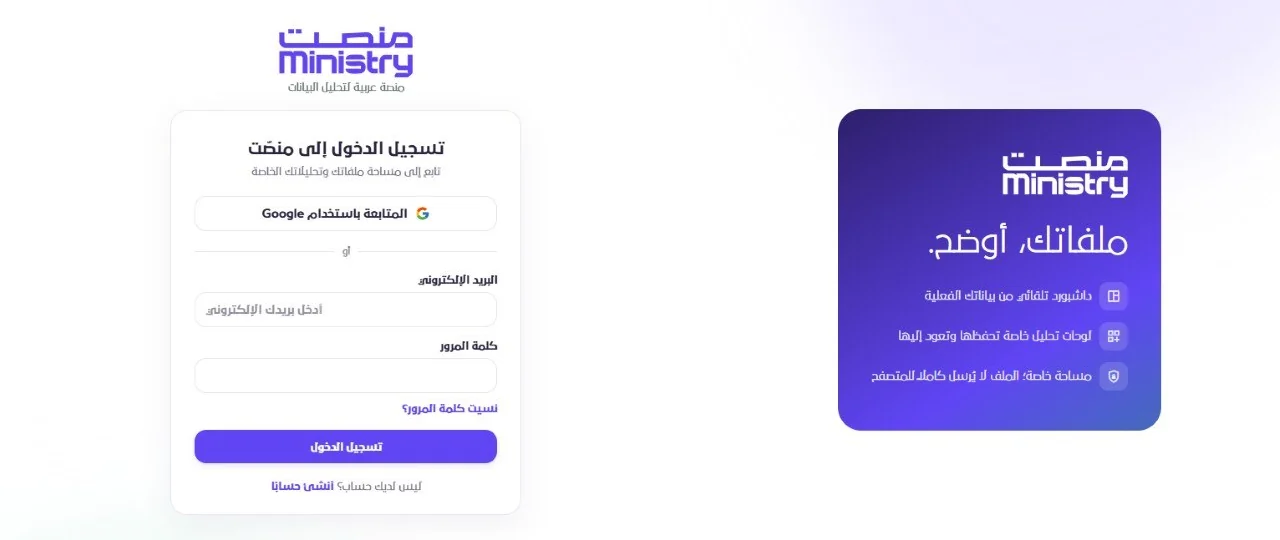 منصت
Ministry
ملفاتك، أوضح.
داشبورد تلقائي من بياناتك الفعلية
لوحات تحليل خاصة تحفظها وتعود إليها
مساحة خاصة؛ الملف لا يُرسل كاملًا للمتصفح
منصت
Ministry
منصة عربية لتحليل البيانات
تسجيل الدخول إلى منصّت
تابع إلى مساحة ملفاتك وتحليلاتك الخاصة
المتابعة باستخدام Google
أو
البريد الإلكتروني
أدخل بريدك الإلكتروني
كلمة المرور
نسيت كلمة المرور؟
تسجيل الدخول
ليس لديك حساب؟ أنشئ حسابًا